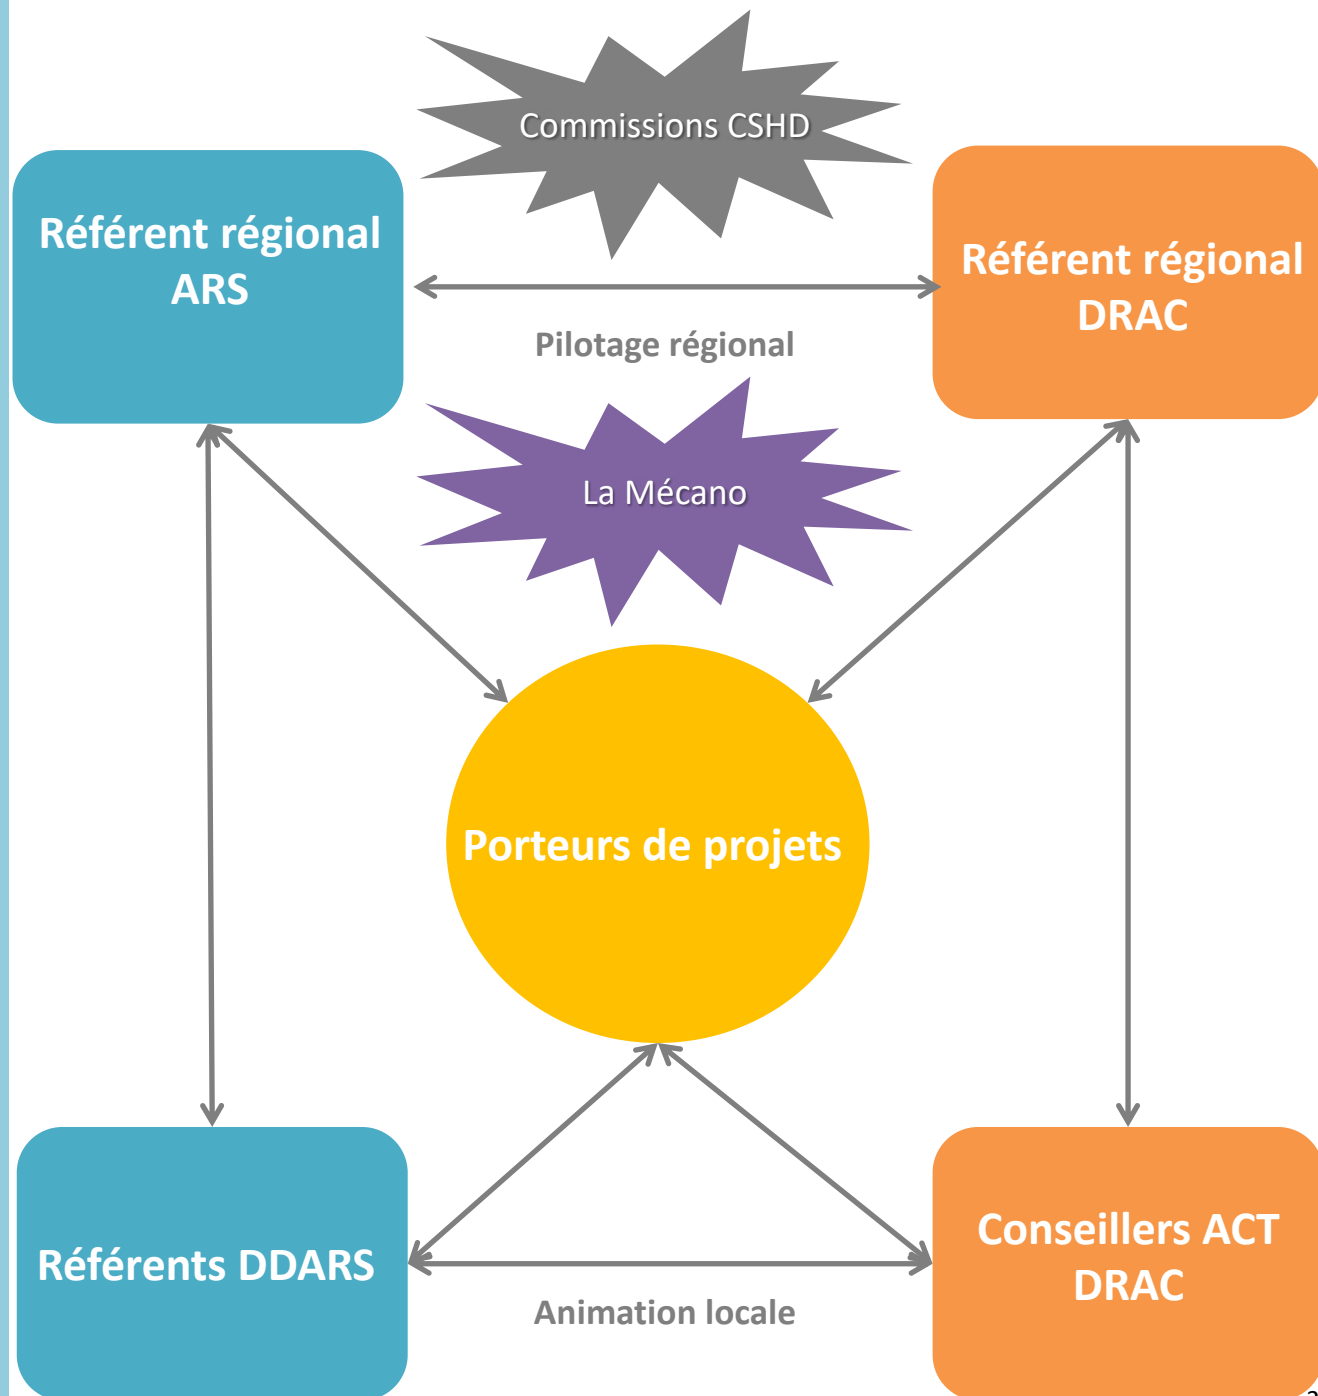 Commissions CSHD
Référent régional
ARS
Référent régional
DRAC
Pilotage régional
La Mécano
Porteurs de projets
Référents DDARS
Conseillers ACT
DRAC
Animation locale